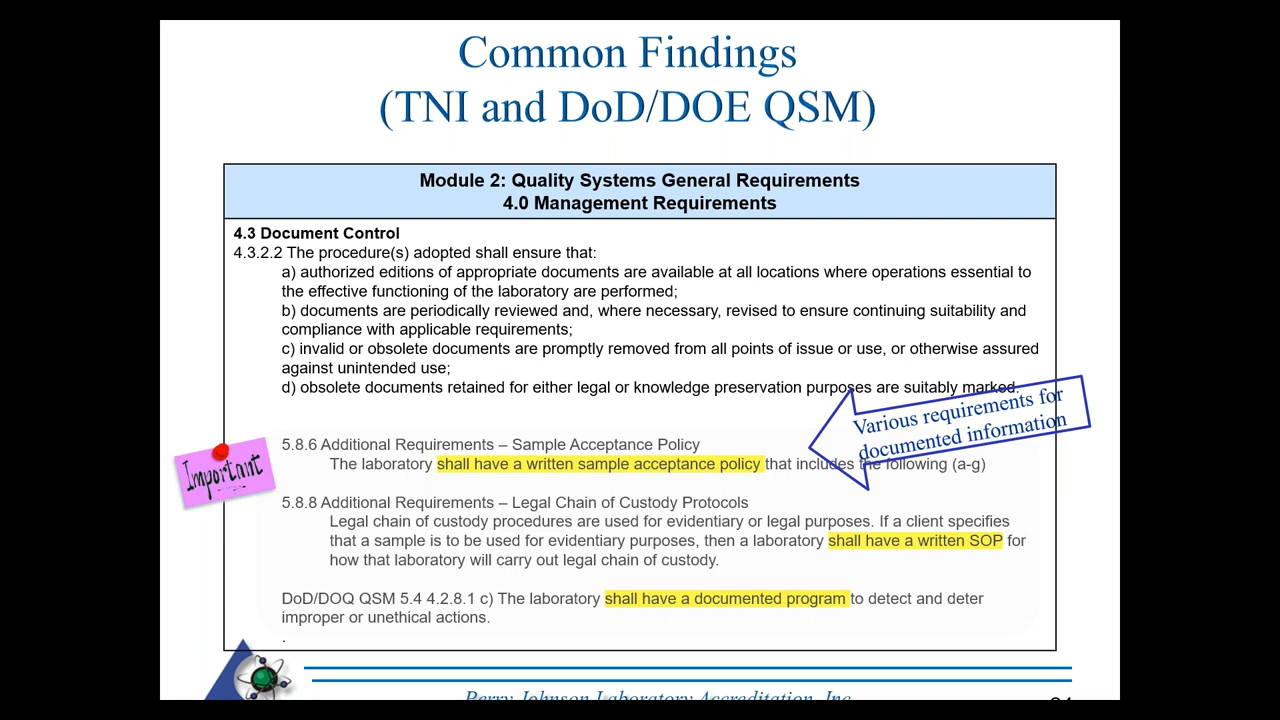 Common Findings
(TNI and DoD/DOE QSM)
Module 2: Quality Systems General Requirements
4.0 Management Requirements
4.3 Document Control
4.3.2.2 The procedure(s) adopted shall ensure that:
a) authorized editions of appropriate documents are available at all locations where operations essential to
the effective functioning of the laboratory are performed;
b) documents are periodically reviewed and, where necessary, revised to ensure continuing suitability and
compliance with applicable requirements;
c) invalid or obsolete documents are promptly removed from all points of issue or use, or otherwise assured
against unintended use;
d) obsolete documents retained for either legal or knowledge preservation purposes are suitably marked.
Various requirements for
documented information
Important
5.8.6 Additional Requirements – Sample Acceptance Policy
The laboratory shall have a written sample acceptance policy that includes the following (a-g)
5.8.8 Additional Requirements – Legal Chain of Custody Protocols
Legal chain of custody procedures are used for evidentiary or legal purposes. If a client specifies
that a sample is to be used for evidentiary purposes, then a laboratory shall have a written SOP for
how that laboratory will carry out legal chain of custody.
DoD/DOQ QSM 5.4 4.2.8.1 c) The laboratory shall have a documented program to detect and deter
improper or unethical actions.
.
Perry Johnson Laboratory Accreditation, Inc.